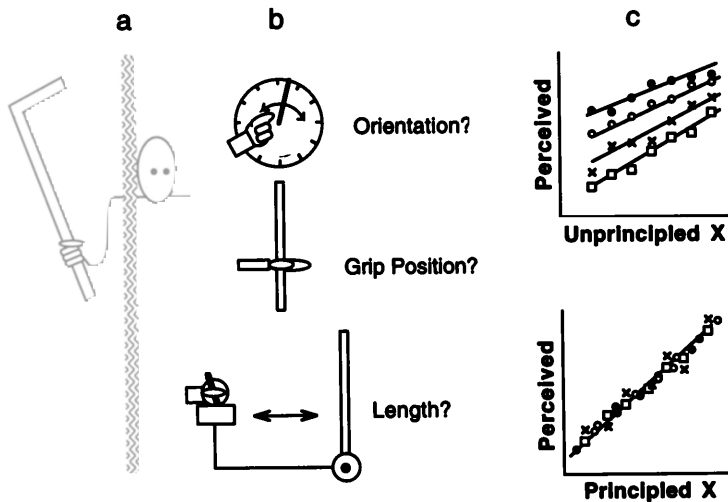 a
b
c
Orientation?
Grip Position?
Length?
Perceived
Unprincipled X
Perceived
Principled X